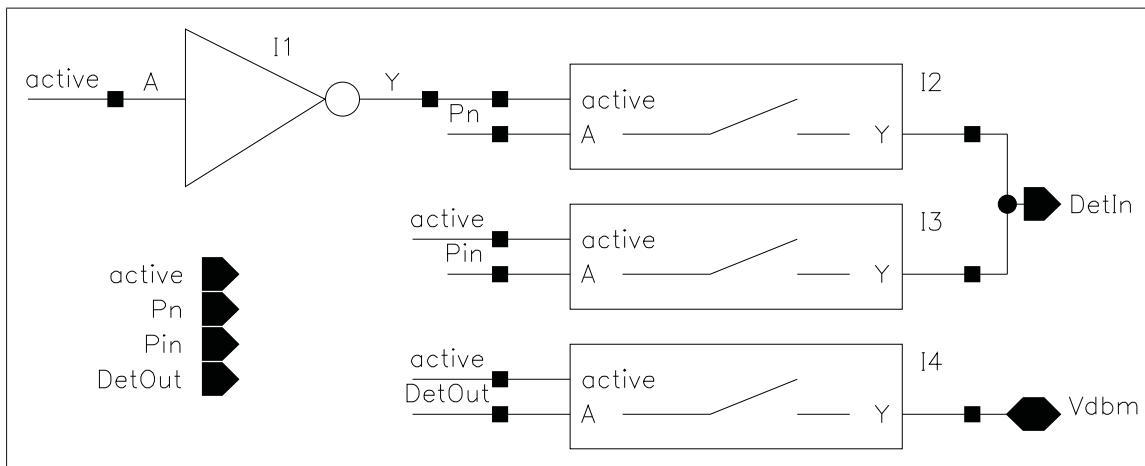 I1
active
A
Y
I2
active
Pn
A
Y
DetIn
I3
active
active
Pin
A
Y
active
Pn
Pin
DetOut
I4
active
active
DetOut
A
Y
Vdbm